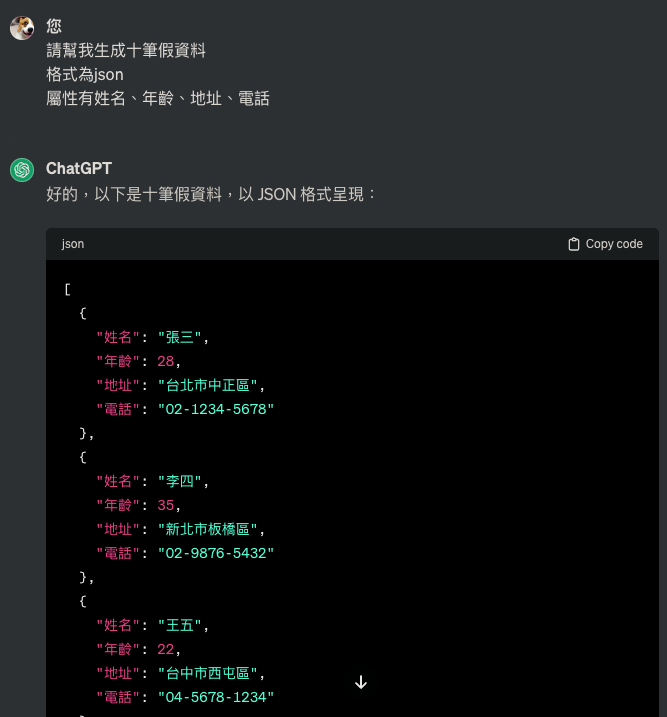 您
請幫我生成十筆假資料
格式為json
屬性有姓名、年齡、地址、電話
ChatGPT
好的，以下是十筆假資料，以 JSON 格式呈現：
json
Copy code
[
{
"姓名": "張三",
"年齡": 28,
"地址": "台北市中正區",
"電話": "02-1234-5678"
},
{
"姓名": "李四",
"年齡": 35,
"地址": "新北市板橋區",
"電話": "02-9876-5432"
},
{
"姓名": "王五",
"年齡": 22,
"地址": "台中市西屯區",
"電話": "04-5678-1234"